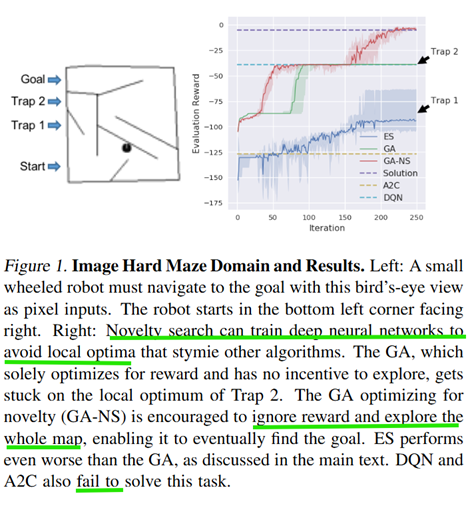 Goal
Trap 2
Trap 1
Start
Evaluation Reward
0
−25
−50
−75
−100
−125
−150
−175
0
50
100
150
200
250
Iteration
Trap 2
Trap 1
ES
GA
GA-NS
Solution
A2C
DQN
Figure 1. Image Hard Maze Domain and Results. Left: A small
wheeled robot must navigate to the goal with this bird's-eye view
as pixel inputs. The robot starts in the bottom left corner facing
right. Right: Novelty search can train deep neural networks to
avoid local optima that stymie other algorithms. The GA, which
solely optimizes for reward and has no incentive to explore, gets
stuck on the local optimum of Trap 2. The GA optimizing for
novelty (GA-NS) is encouraged to ignore reward and explore the
whole map, enabling it to eventually find the goal. ES performs
even worse than the GA, as discussed in the main text. DQN and
A2C also fail to solve this task.